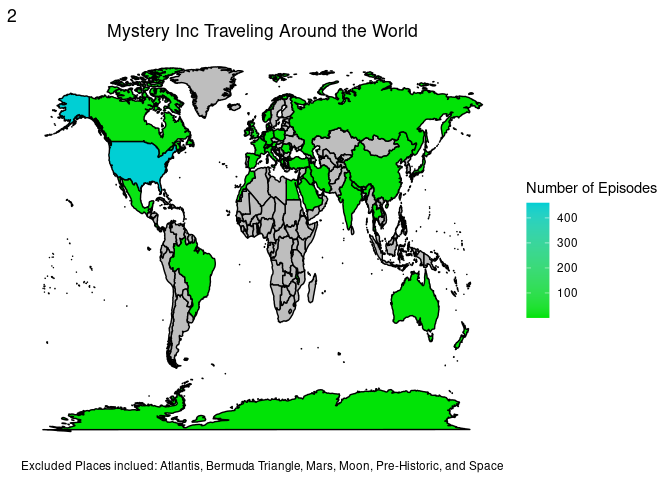 2
Mystery Inc Traveling Around the World
Number of Episodes
400
300
200
100
Excluded Places inclued: Atlantis, Bermuda Triangle, Mars, Moon, Pre-Historic, and Space